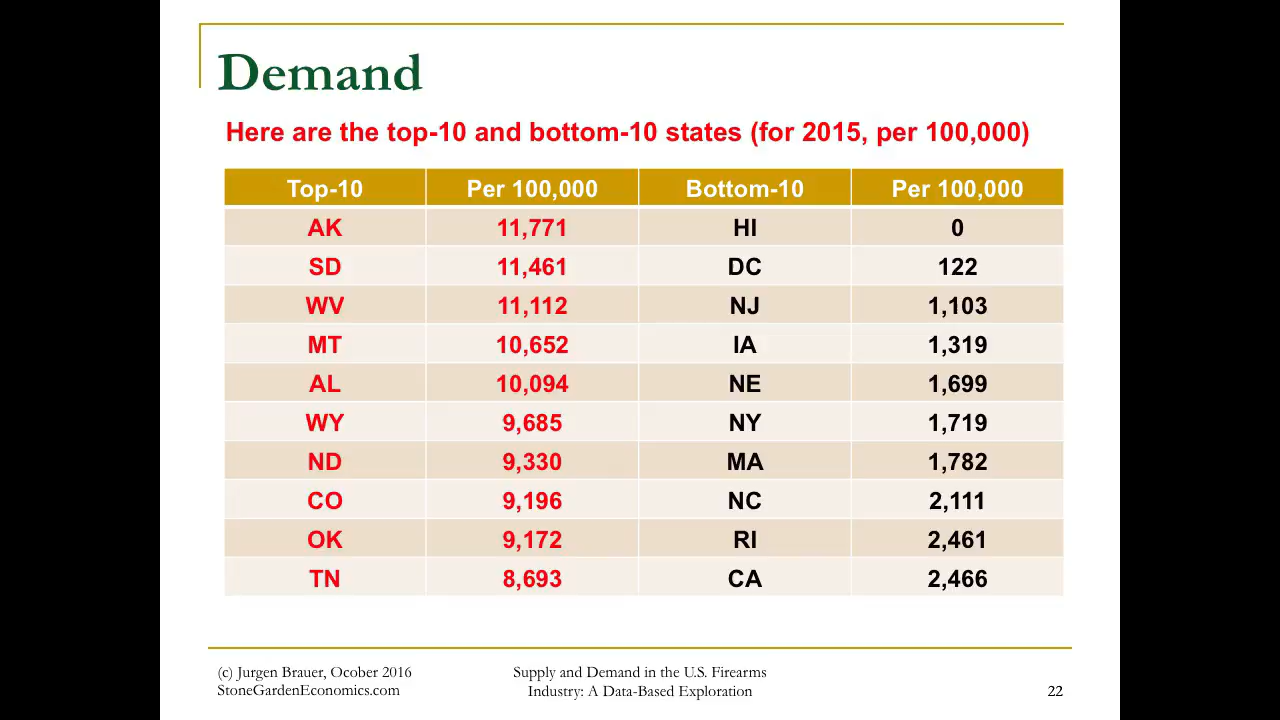 Demand
Here are the top-10 and bottom-10 states (for 2015, per 100,000)
Top-10 Per 100,000 Bottom-10 Per 100,000
AK 11,771 HI 0
SD 11,461 DC 122
WV 11,112 NJ 1,103
MT 10,652 IA 1,319
AL 10,094 NE 1,699
WY 9,685 NY 1,719
ND 9,330 MA 1,782
CO 9,196 NC 2,111
OK 9,172 RI 2,461
TN 8,693 CA 2,466
(c) Jurgen Brauer, Ocober 2016
StoneGardenEconomics.com
Supply and Demand in the U.S. Firearms
Industry: A Data-Based Exploration
22